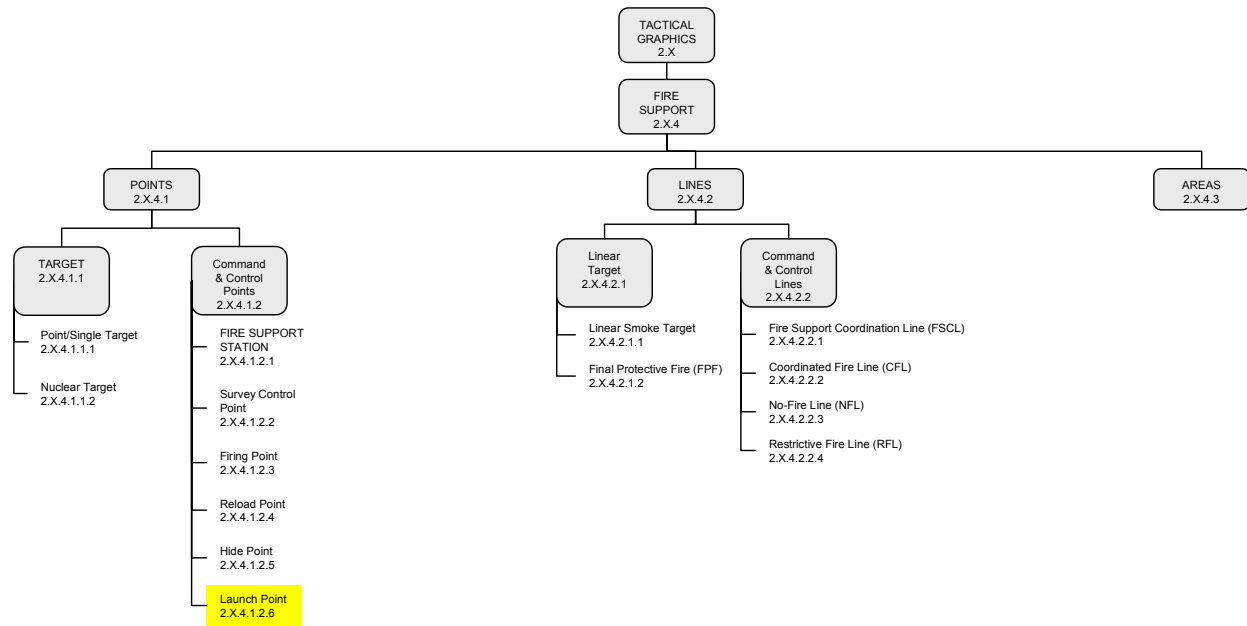 TACTICAL
GRAPHICS
2.X
FIRE
SUPPORT
2.X.4
POINTS
2.X.4.1
LINES
2.X.4.2
AREAS
2.X.4.3
TARGET
2.X.4.1.1
Command
& Control
Points
2.X.4.1.2
Linear
Target
2.X.4.2.1
Command
& Control
Lines
2.X.4.2.2
Point/Single Target
2.X.4.1.1.1
Nuclear Target
2.X.4.1.1.2
FIRE SUPPORT
STATION
2.X.4.1.2.1
Survey Control
Point
2.X.4.1.2.2
Firing Point
2.X.4.1.2.3
Reload Point
2.X.4.1.2.4
Hide Point
2.X.4.1.2.5
Launch Point
2.X.4.1.2.6
Linear Smoke Target
2.X.4.2.1.1
Final Protective Fire (FPF)
2.X.4.2.1.2
Fire Support Coordination Line (FSCL)
2.X.4.2.2.1
Coordinated Fire Line (CFL)
2.X.4.2.2.2
No-Fire Line (NFL)
2.X.4.2.2.3
Restrictive Fire Line (RFL)
2.X.4.2.2.4